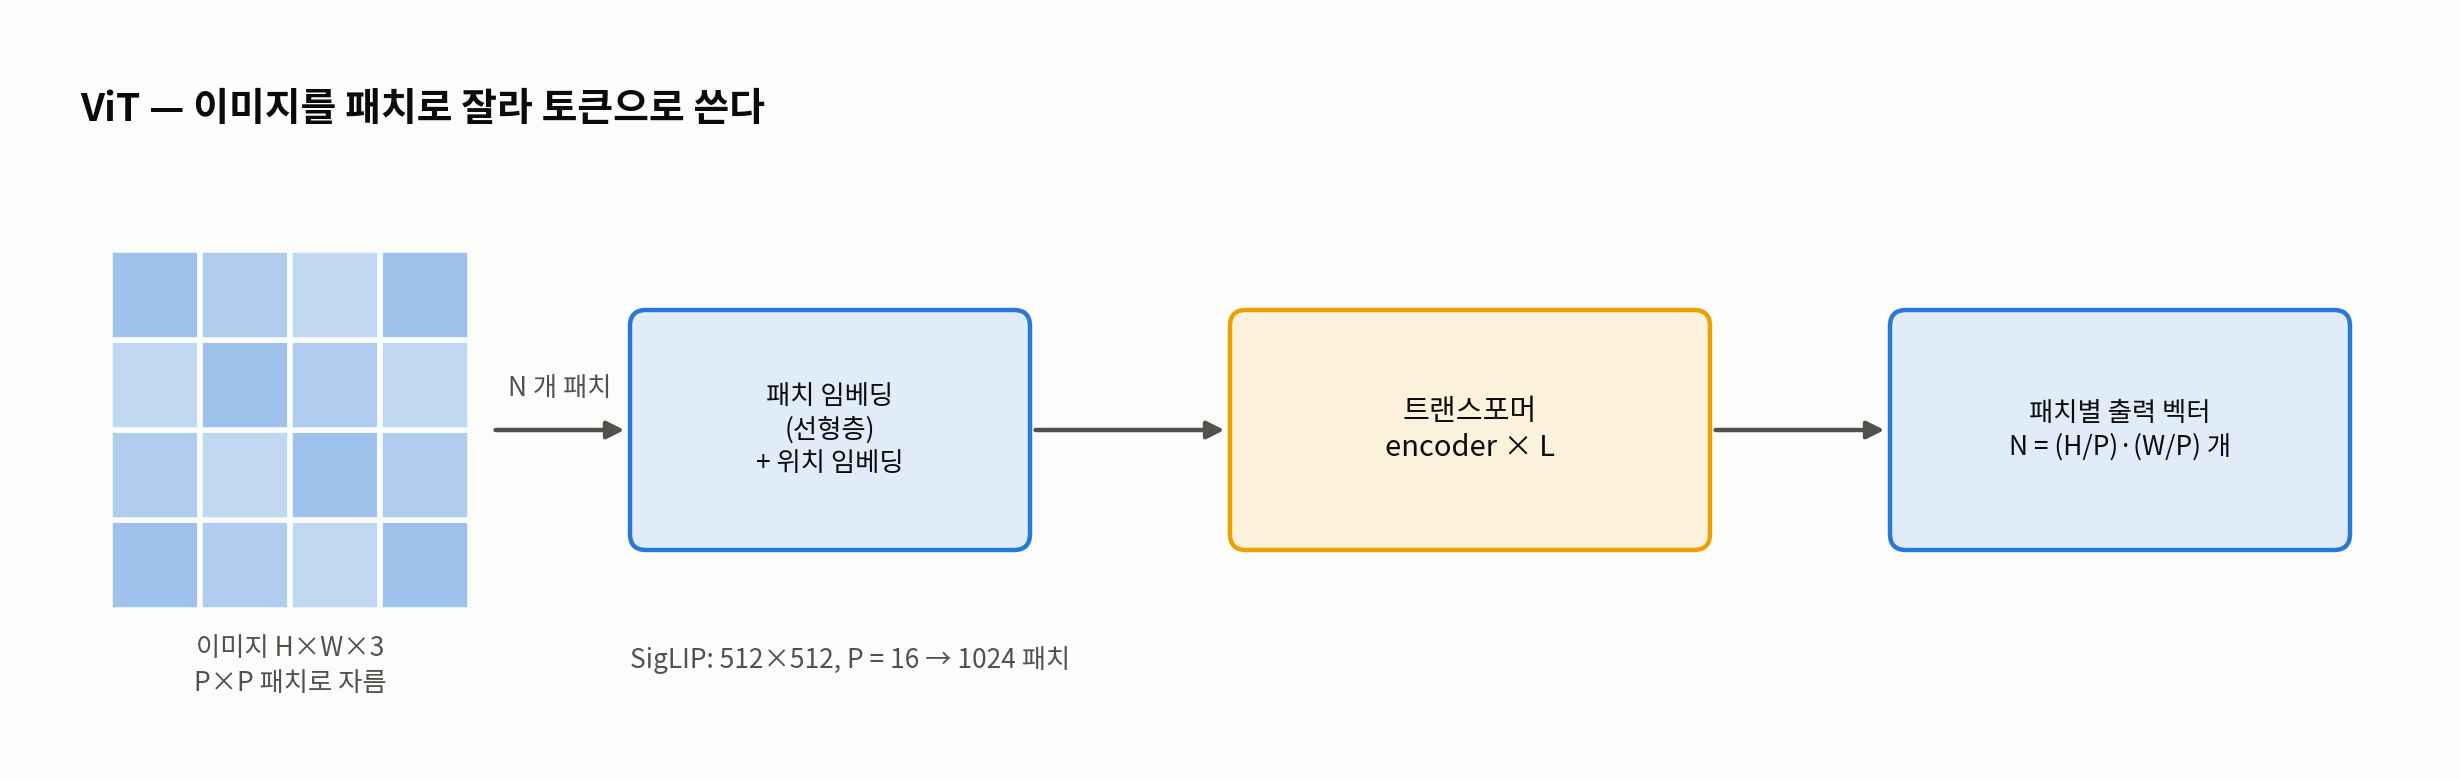 ViT — 이미지를 패치로 잘라 토큰으로 쓴다
N 개 패치
패치 임베딩
(선형층)
+ 위치 임베딩
트랜스포머
encoder × L
패치별 출력 벡터
N = (H/P)·(W/P) 개
이미지 H×W×3
P×P 패치로 자름
SigLIP: 512×512, P = 16 → 1024 패치